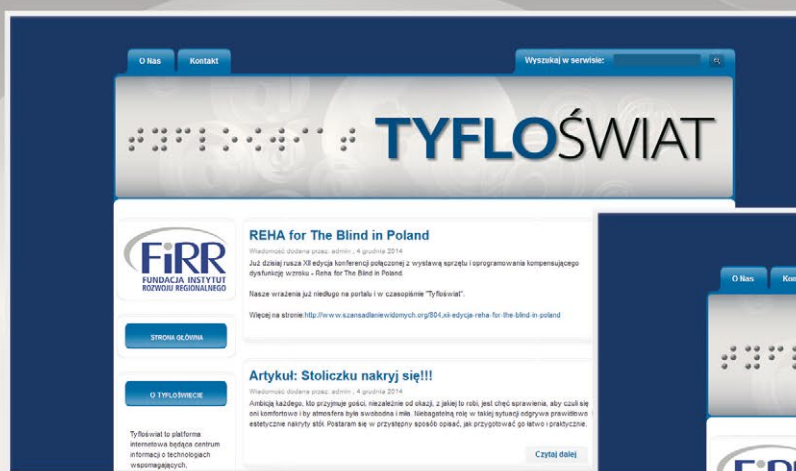 O Nas
Kontakt
Wyszukaj w serwisie:
TYFLOŚWIAT
FiRR
FUNDACJA INSTYTUT
ROZWOJU REGIONALNEGO
STRONA GŁÓWNA
O TYFLOŚWIECIE
Tyfloświat to platforma
internetowa będąca centrum
informacji o technologiach
wspomagających.
REHA for The Blind in Poland
Wiadomość dodana przez: admin , 4 grudnia 2014
Już dzisiaj rusza XII edycja konferencji połączonej z wystawą sprzętu i oprogramowania kompensującego
dysfunkcję wzroku - Reha for The Blind in Poland.
Nasze wrażenia już niedługo na portalu i w czasopiśmie "Tyfloświat".
Więcej na stronie:http://www.szansadlaniewidomych.org/804,xii-edycja-reha-for-the-blind-in-poland
Artykuł: Stoliczku nakryj się!!!
Wiadomość dodana przez: admin , 4 grudnia 2014
Ambicją każdego, kto przyjmuje gości, niezależnie od okazji, z jakiej to robi, jest chęć sprawienia, aby czuli się
oni komfortowo i by atmosfera była swobodna i miła. Niebagatelną rolę w takiej sytuacji odgrywa prawidłowo i
estetycznie nakryty stół. Postaram się w przystępny sposób opisać, jak przygotować go łatwo i praktycznie.
Czytaj dalej
O Nas
Kon
FiRR